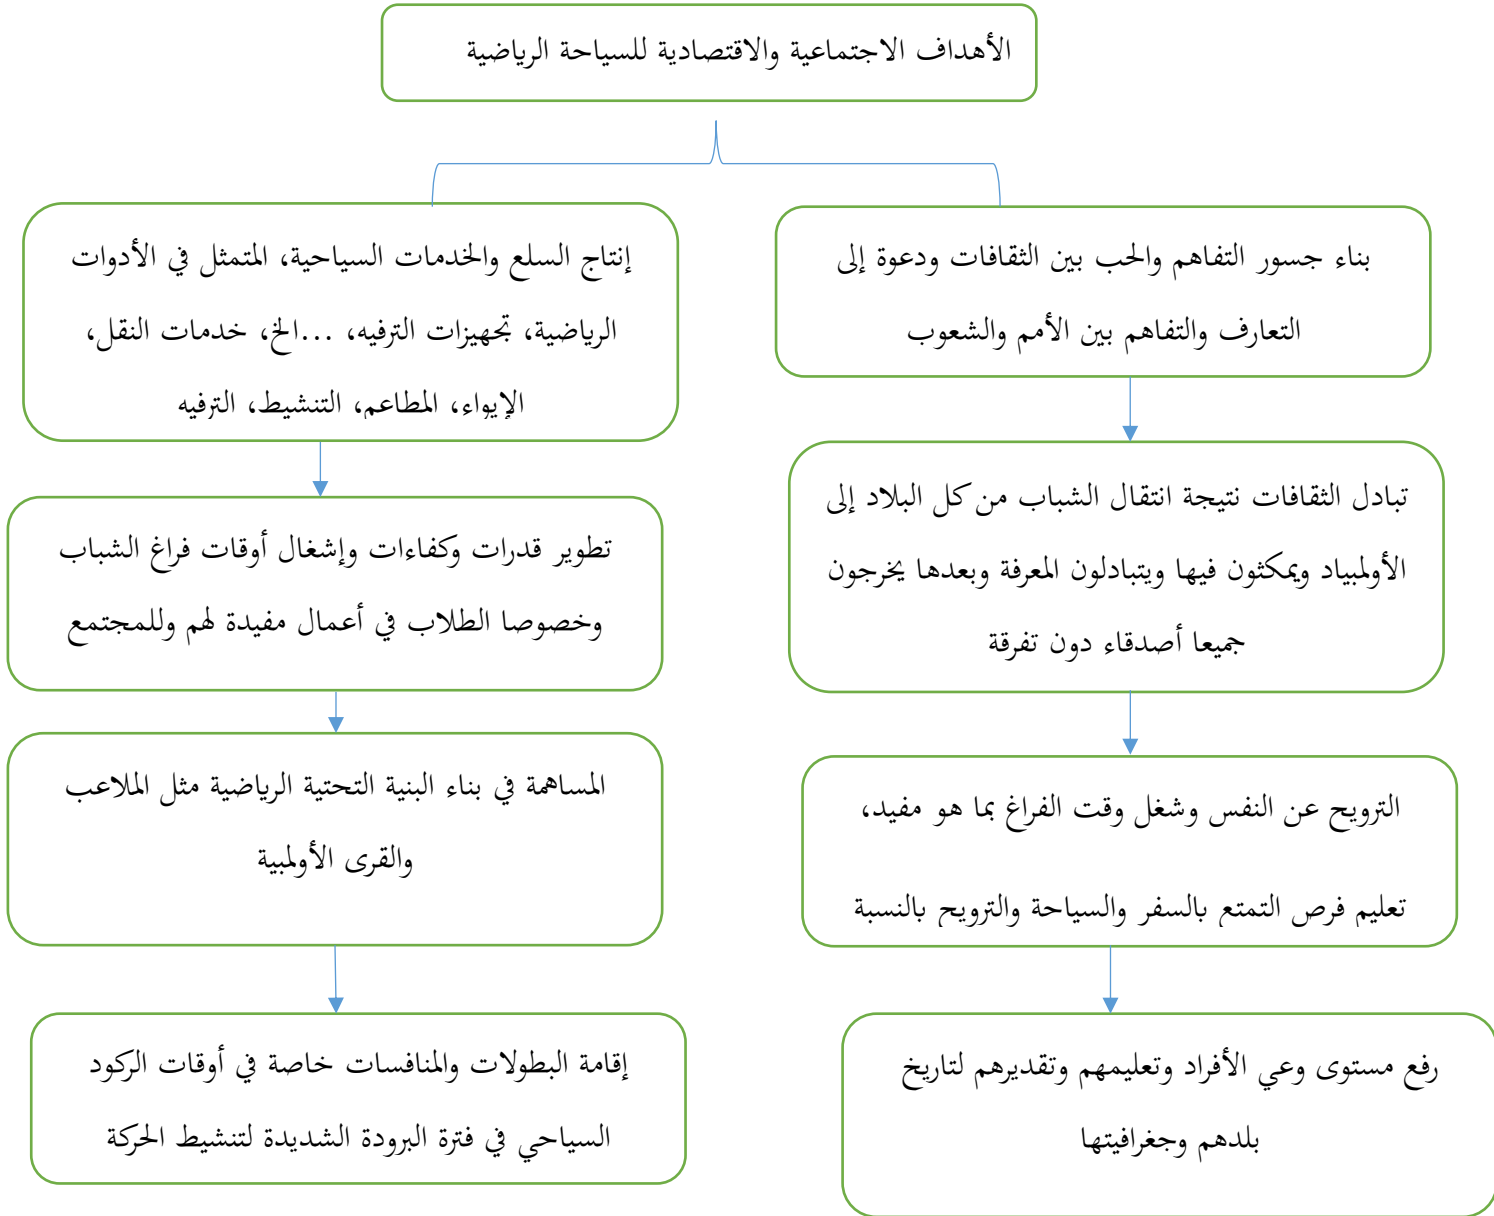 الأهداف الاجتماعية والاقتصادية للسياحة الرياضية
بناء جسور التفاهم والحب بين الثقافات ودعوة إلى
التعارف والتفاهم بين الأمم والشعوب
تبادل الثقافات نتيجة انتقال الشباب من كل البلاد إلى
الأولمبياد ويمكثون فيها ويتبادلون المعرفة وبعدها يخرجون
جميعا أصدقاء دون تفرقة
الترويح عن النفس وشغل وقت الفراغ بما هو مفيد،
تعليم فرص التمتع بالسفر والسياحة والترويح بالنسبة
رفع مستوى وعي الأفراد وتعليمهم وتقديرهم لتاريخ
بلدهم وجغرافيتها
إنتاج السلع والخدمات السياحية، المتمثل في الأدوات
الرياضية، تجهيزات الترفيه، ...الخ، خدمات النقل،
الإيواء، المطاعم، التنشيط، الترفيه
تطوير قدرات وكفاءات وإشغال أوقات فراغ الشباب
وخصوصا الطلاب في أعمال مفيدة لهم وللمجتمع
المساهمة في بناء البنية التحتية الرياضية مثل الملاعب
والقرى الأولمبية
إقامة البطولات والمنافسات خاصة في أوقات الركود
السياحي في فترة البرودة الشديدة لتنشيط الحركة